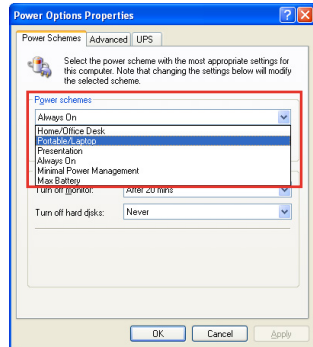 Power Options Properties
Power Schemes Advanced UPS
Select the power scheme with the most appropriate settings for
this computer. Note that changing the settings below will modify
the selected scheme.
Power schemes
Always On
Home/Office Desk
Portable/Laptop
Presentation
Always On
Minimal Power Management
Max Battery
Turn off monitor: After 20 mins
Turn off hard disks: Never
OK Cancel Apply